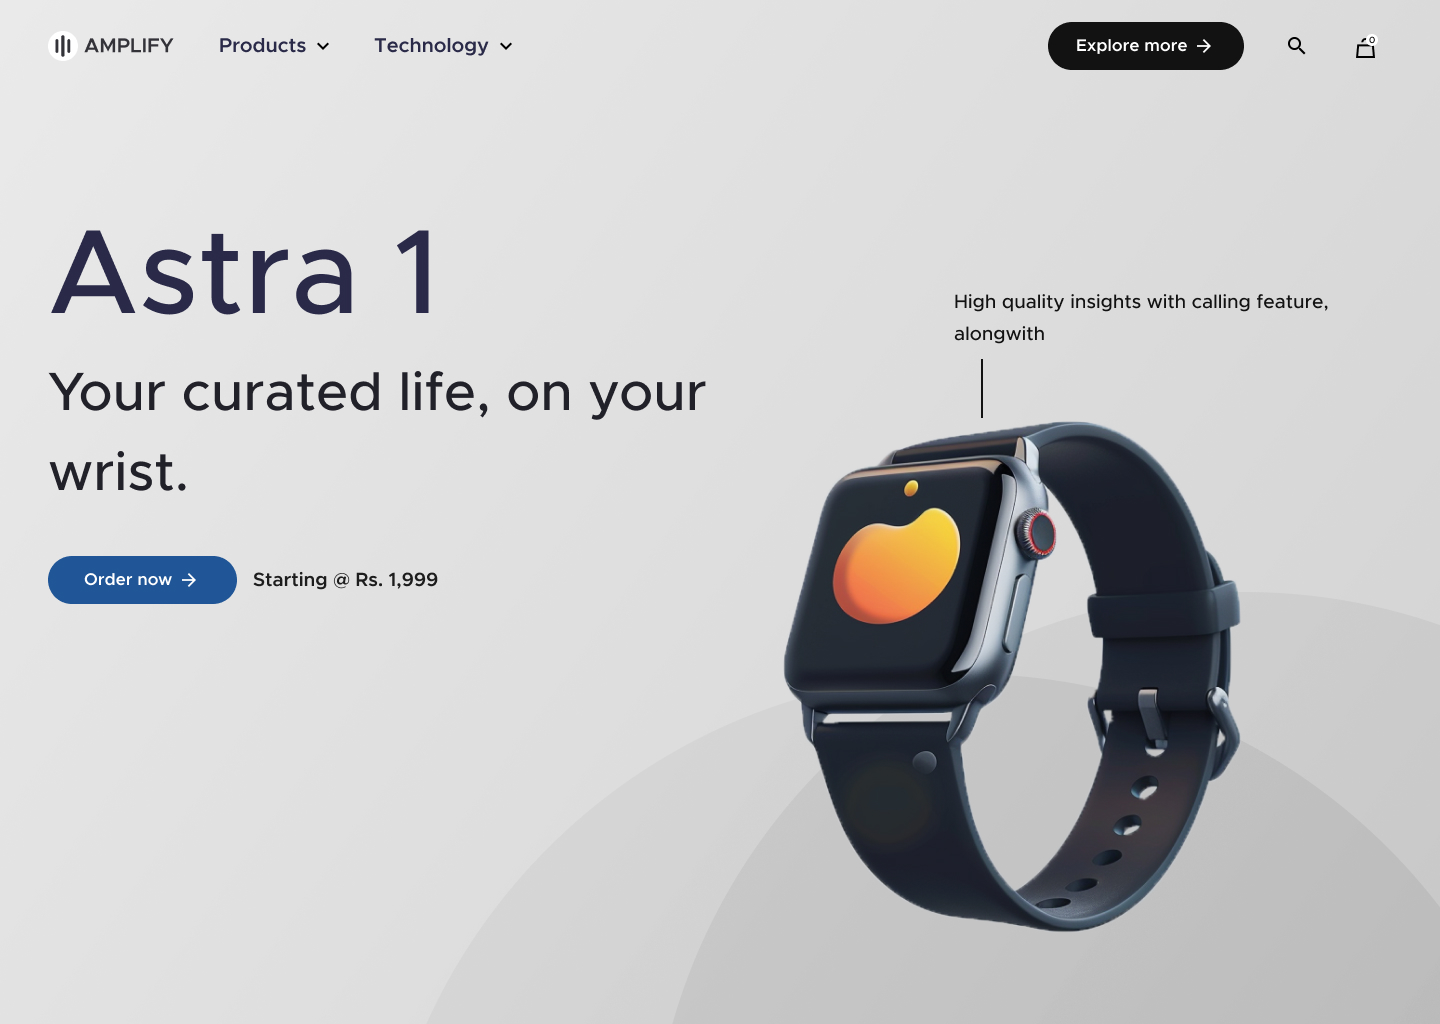 AMPLIFY
Products
Technology
Explore more
0
Astra 1
High quality insights with calling feature,
alongwith
Your curated life, on your
wrist.
Order now
Starting @ Rs. 1,999